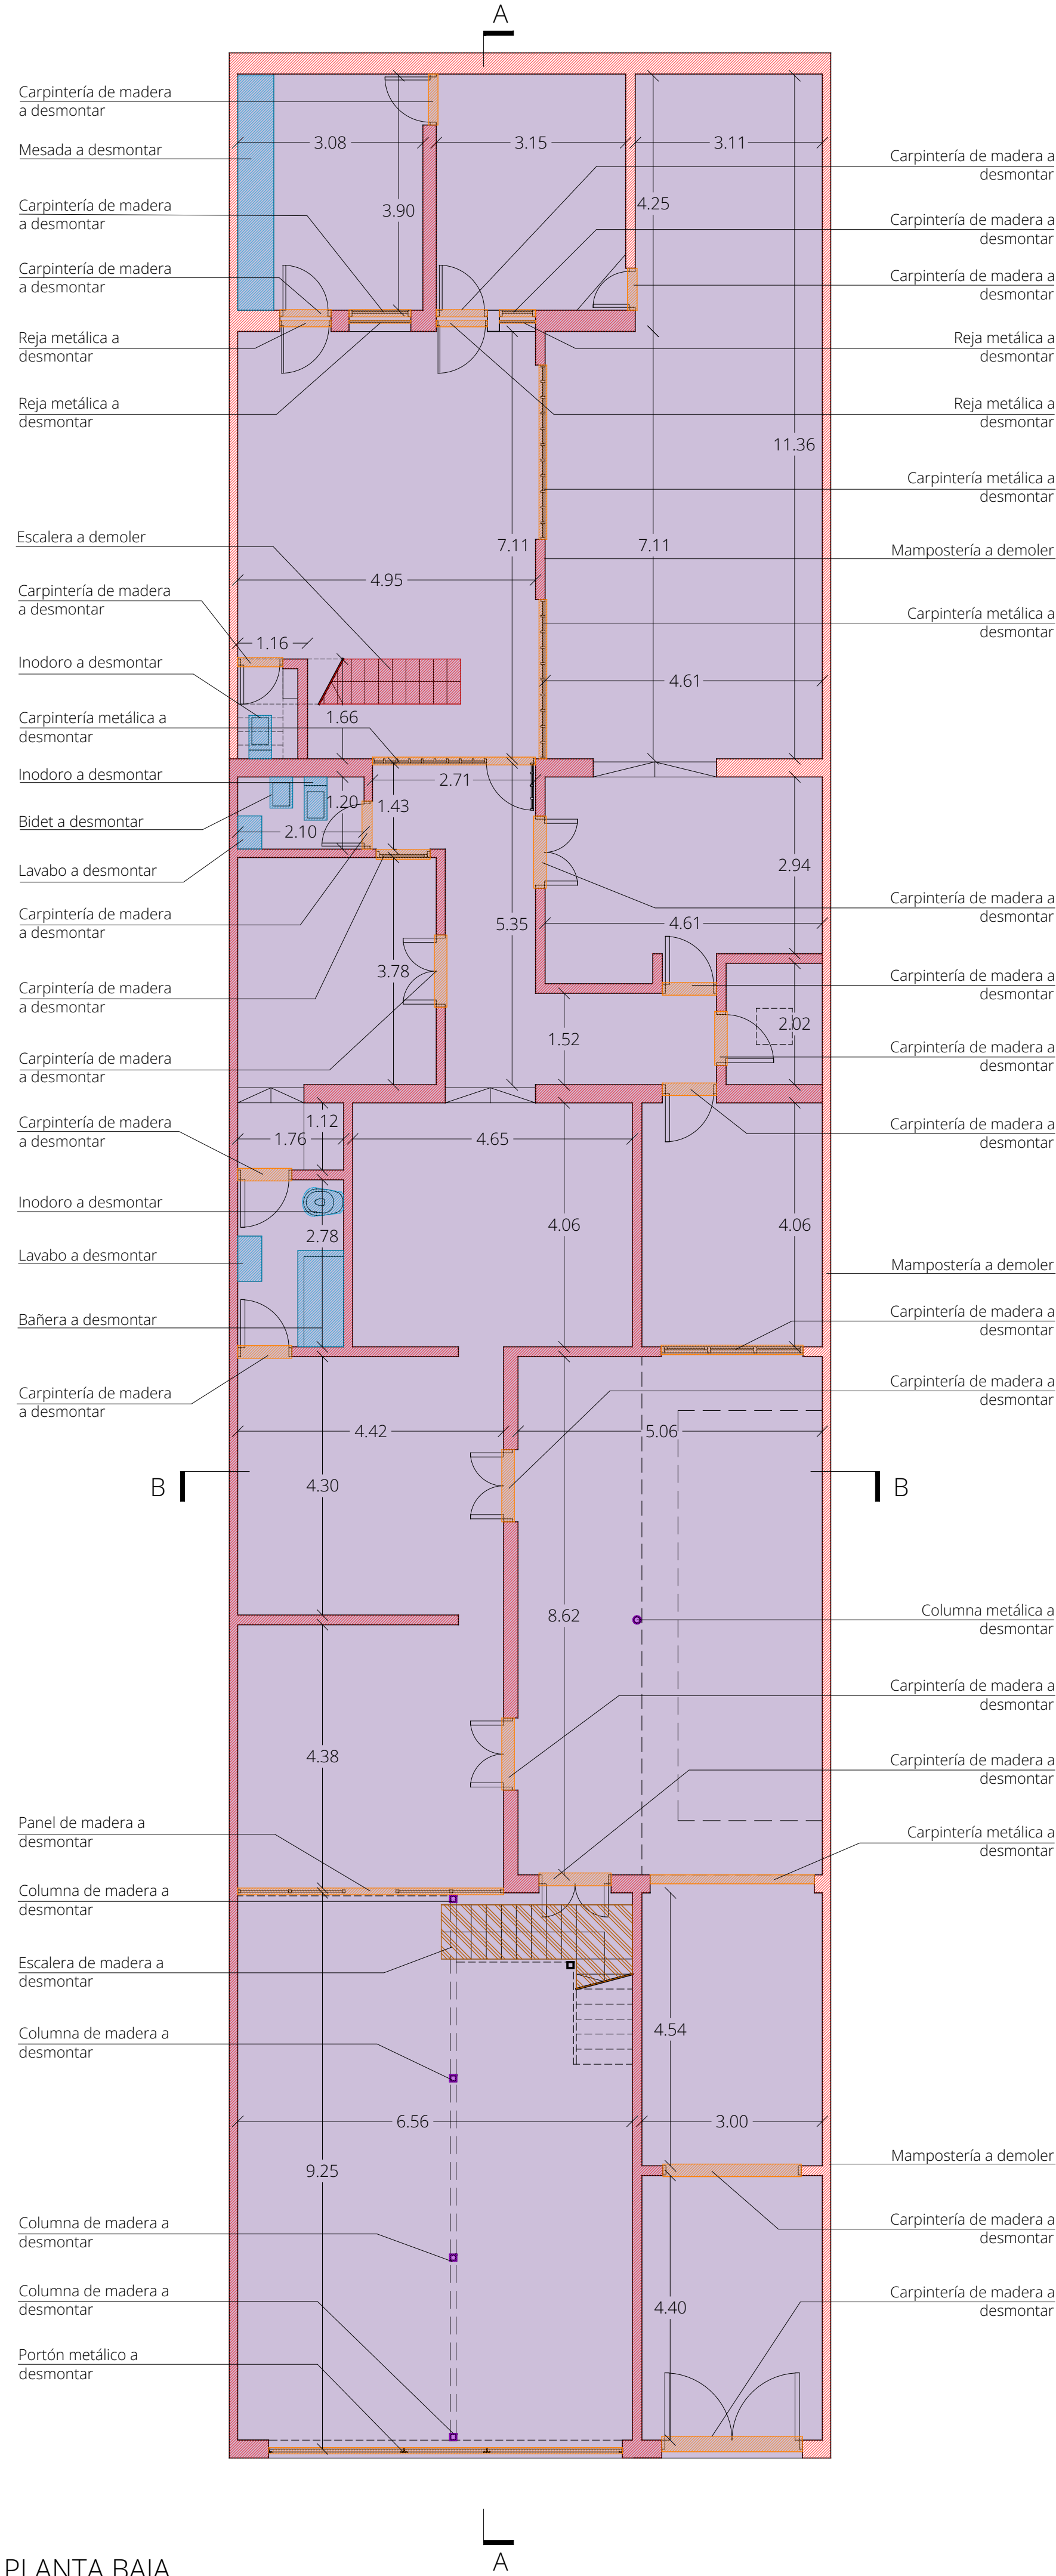 A
Carpintería de madera
a desmontar
Mesada a desmontar
Carpintería de madera
a desmontar
Carpintería de madera
a desmontar
Reja metálica a
desmontar
Reja metálica a
desmontar
Escalera a demoler
Carpintería de madera
a desmontar
Inodoro a desmontar
Carpintería metálica a
desmontar
Inodoro a desmontar
Bidet a desmontar
Lavabo a desmontar
Carpintería de madera
a desmontar
Carpintería de madera
a desmontar
Carpintería de madera
a desmontar
Carpintería de madera
a desmontar
Inodoro a desmontar
Lavabo a desmontar
Bañera a desmontar
Carpintería de madera
a desmontar
B
Panel de madera a
desmontar
Columna de madera a
desmontar
Escalera de madera a
desmontar
Columna de madera a
desmontar
Columna de madera a
desmontar
Columna de madera a
desmontar
Portón metálico a
desmontar
3.08
3.15
3.11
3.90
4.25
11.36
7.11
7.11
4.95
1.16
4.61
1.66
2.71
1.20
1.43
2.10
2.94
5.35
4.61
3.78
2.02
1.52
1.12
1.76
4.65
4.06
4.06
2.78
4.42
5.06
4.30
8.62
4.38
4.54
6.56
3.00
9.25
4.40
Carpintería de madera a
desmontar
Carpintería de madera a
desmontar
Carpintería de madera a
desmontar
Reja metálica a
desmontar
Reja metálica a
desmontar
Carpintería metálica a
desmontar
Mampostería a demoler
Carpintería metálica a
desmontar
Carpintería de madera a
desmontar
Carpintería de madera a
desmontar
Carpintería de madera a
desmontar
Carpintería de madera a
desmontar
Mampostería a demoler
Carpintería de madera a
desmontar
Carpintería de madera a
desmontar
B
Columna metálica a
desmontar
Carpintería de madera a
desmontar
Carpintería de madera a
desmontar
Carpintería metálica a
desmontar
Mampostería a demoler
Carpintería de madera a
desmontar
Carpintería de madera a
desmontar
A
PLANTA BAJA